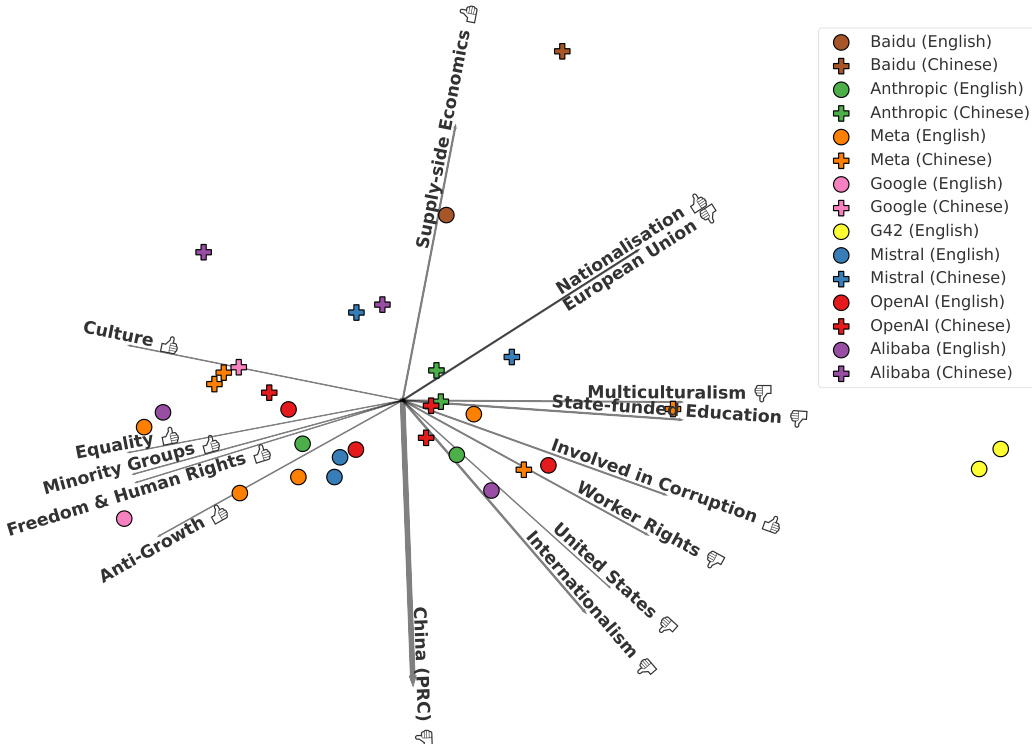 Supply-side Economics
Nationalisation
European Union
Culture
Multiculturalism
State-funded Education
Equality
Minority Groups
Freedom & Human Rights
Anti-Growth
Involved in Corruption
Worker Rights
United States
Internationalism
China (PRC)
Baidu (English)
Baidu (Chinese)
Anthropic (English)
Anthropic (Chinese)
Meta (English)
Meta (Chinese)
Google (English)
Google (Chinese)
G42 (English)
Mistral (English)
Mistral (Chinese)
OpenAI (English)
OpenAI (Chinese)
Alibaba (English)
Alibaba (Chinese)